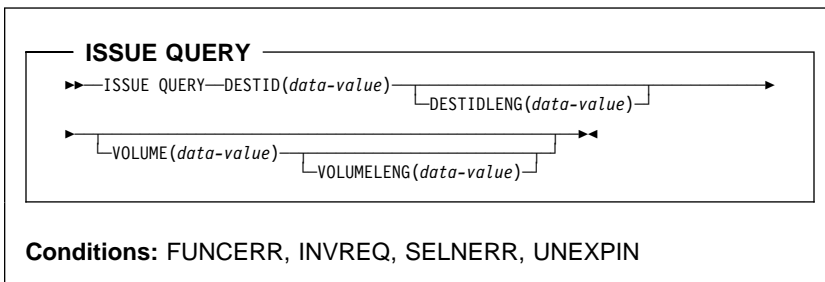 ISSUE QUERY
ISSUE QUERY DESTID(data-value)
DESTIDLENG(data-value)
VOLUME(data-value)
VOLUMELENG(data-value)
Conditions: FUNCERR, INVREQ, SELNERR, UNEXPIN